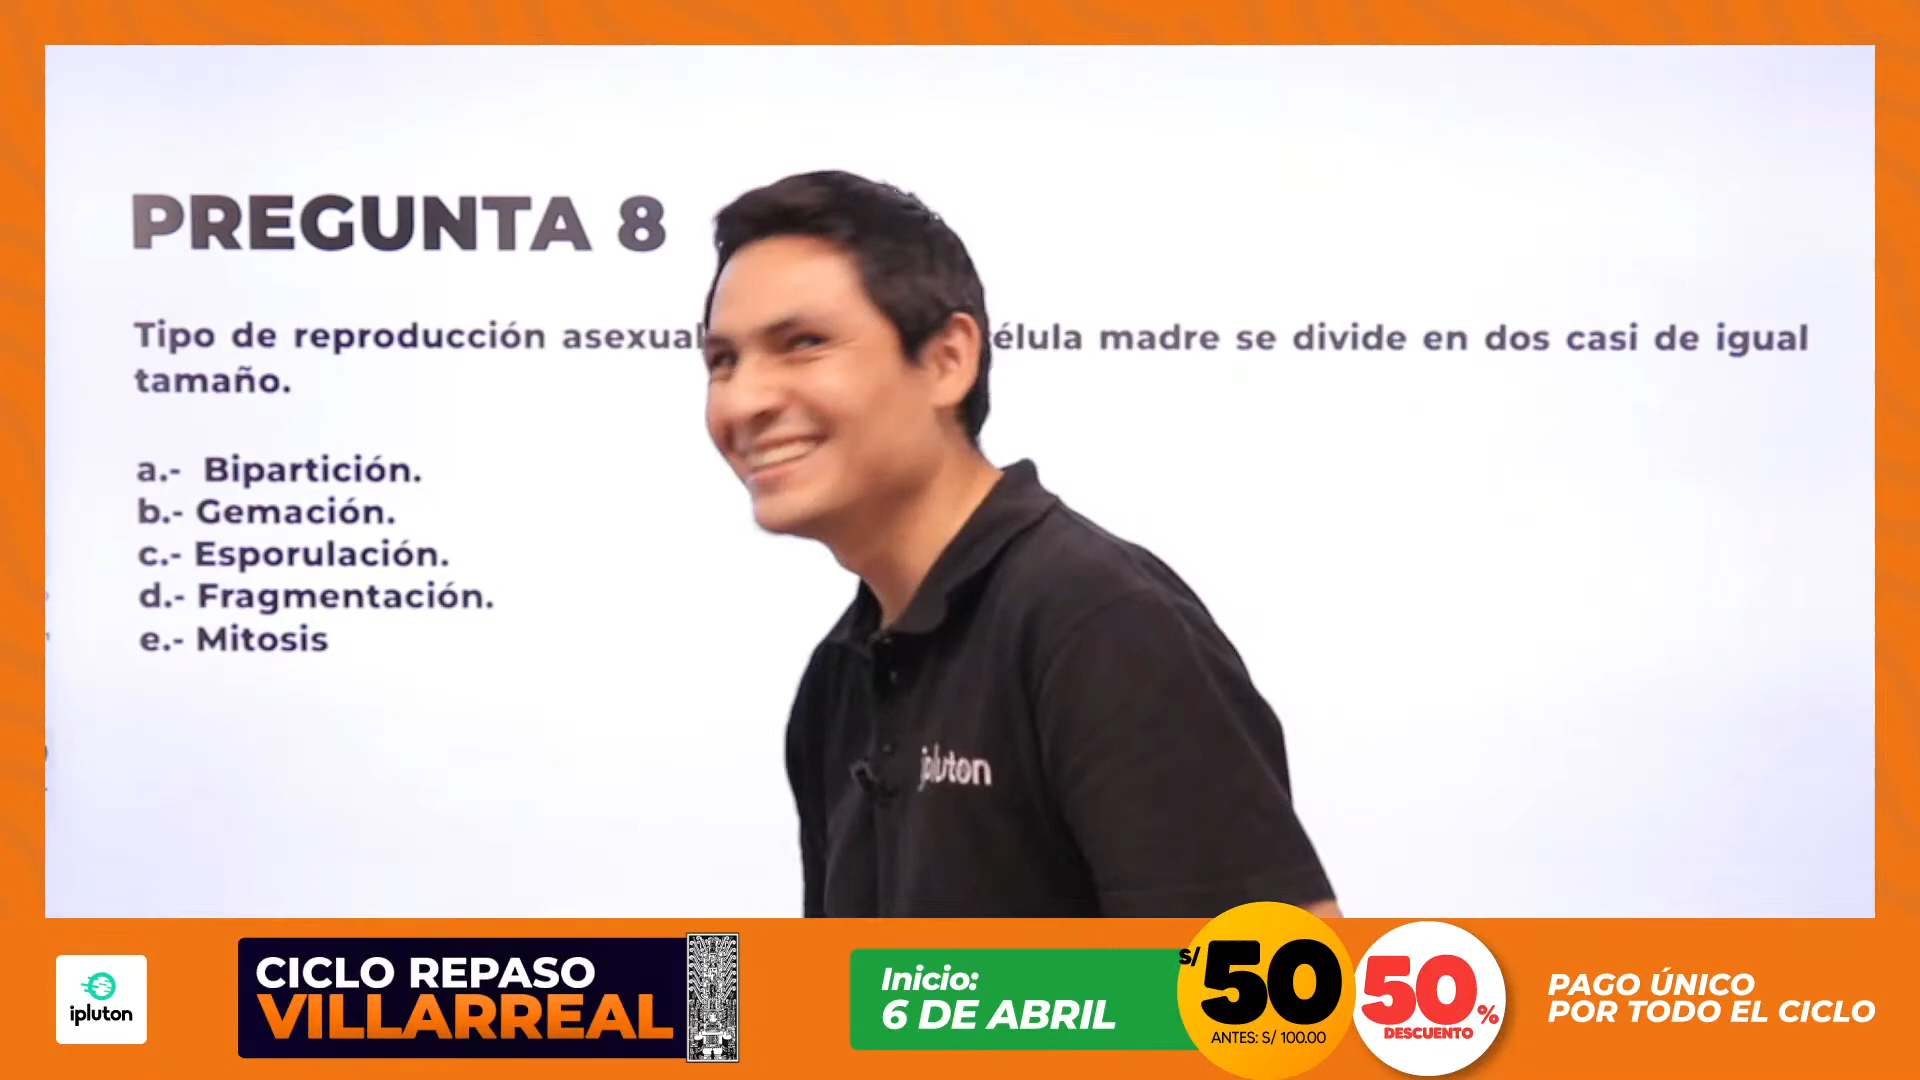 PREGUNTA 8
Tipo de reproducción asexual élula madre se divide en dos casi de igual
tamaño.
a.- Bipartición.
b.- Gemación.
c.- Esporulación.
d.- Fragmentación.
e.- Mitosis
ipluton
ipluton
CICLO REPASO
VILLARREAL
Inicio:
6 DE ABRIL
S/ 50
ANTES: S/ 100.00
50%
DESCUENTO
PAGO ÚNICO
POR TODO EL CICLO